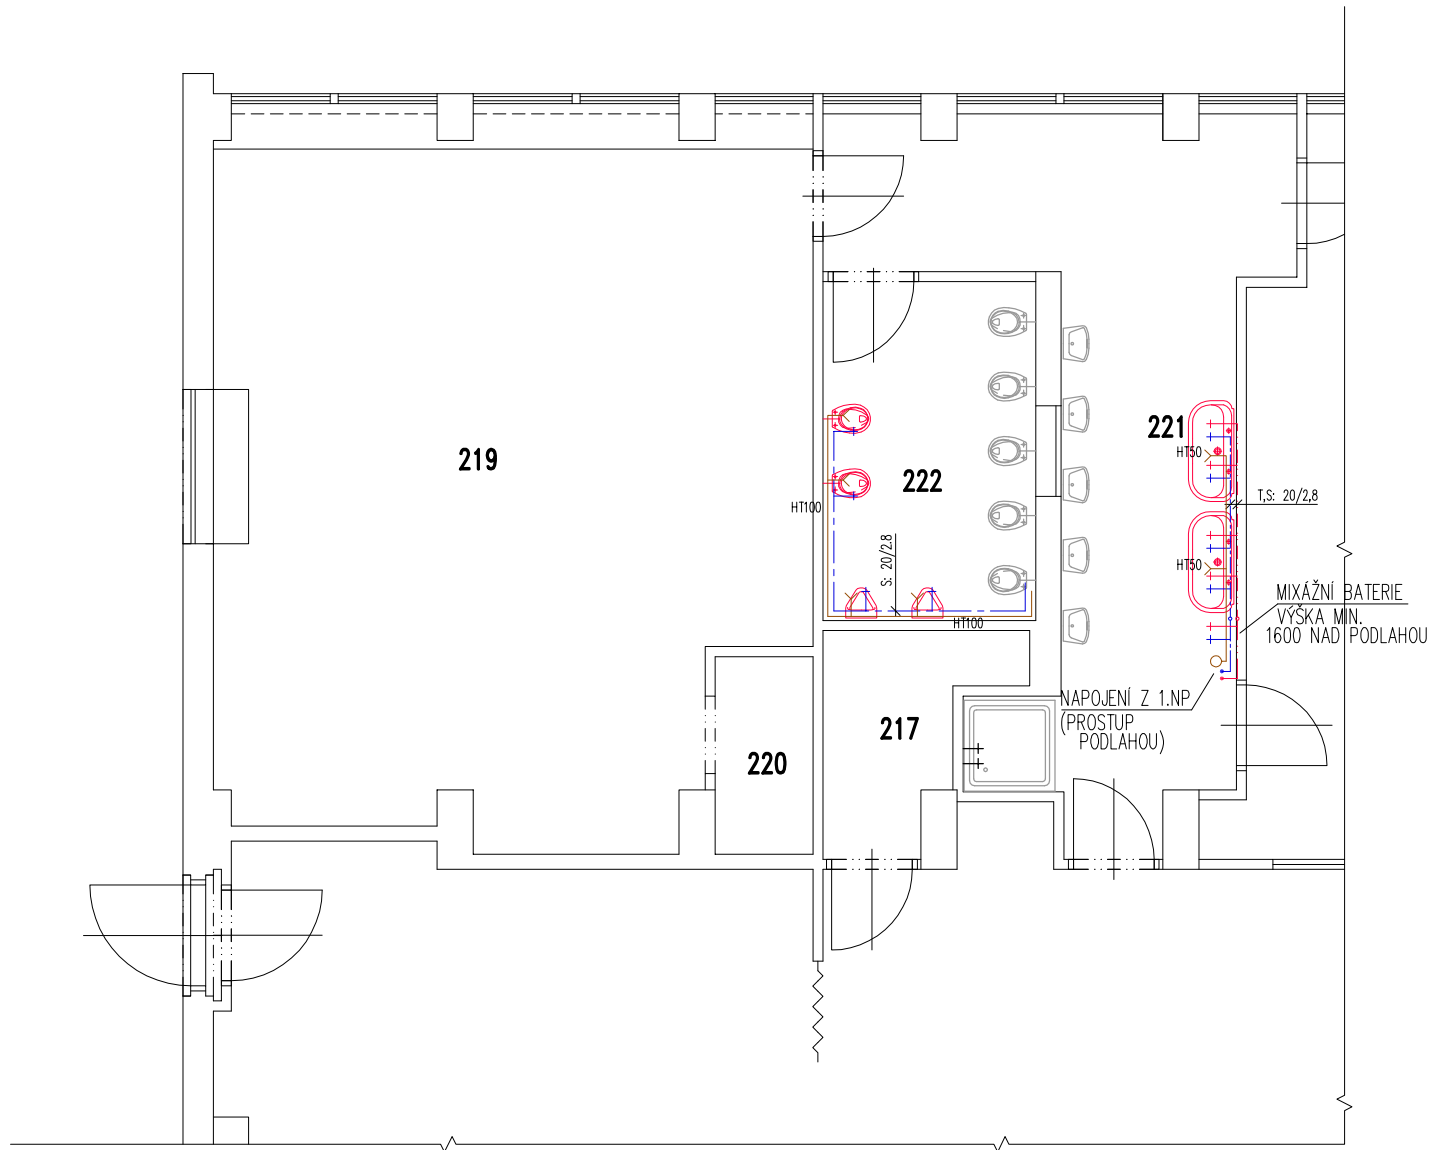 221
HT50
219
222
T,S: 20/2,8
HT100
S: 20/2.8
HT50
MIXÁŽNÍ BATERIE
VÝŠKA MIN.
1600 NAD PODLAHOU
HT100
NAPOJENÍ Z 1.NP
(PROSTUP
PODLAHOU)
217
220